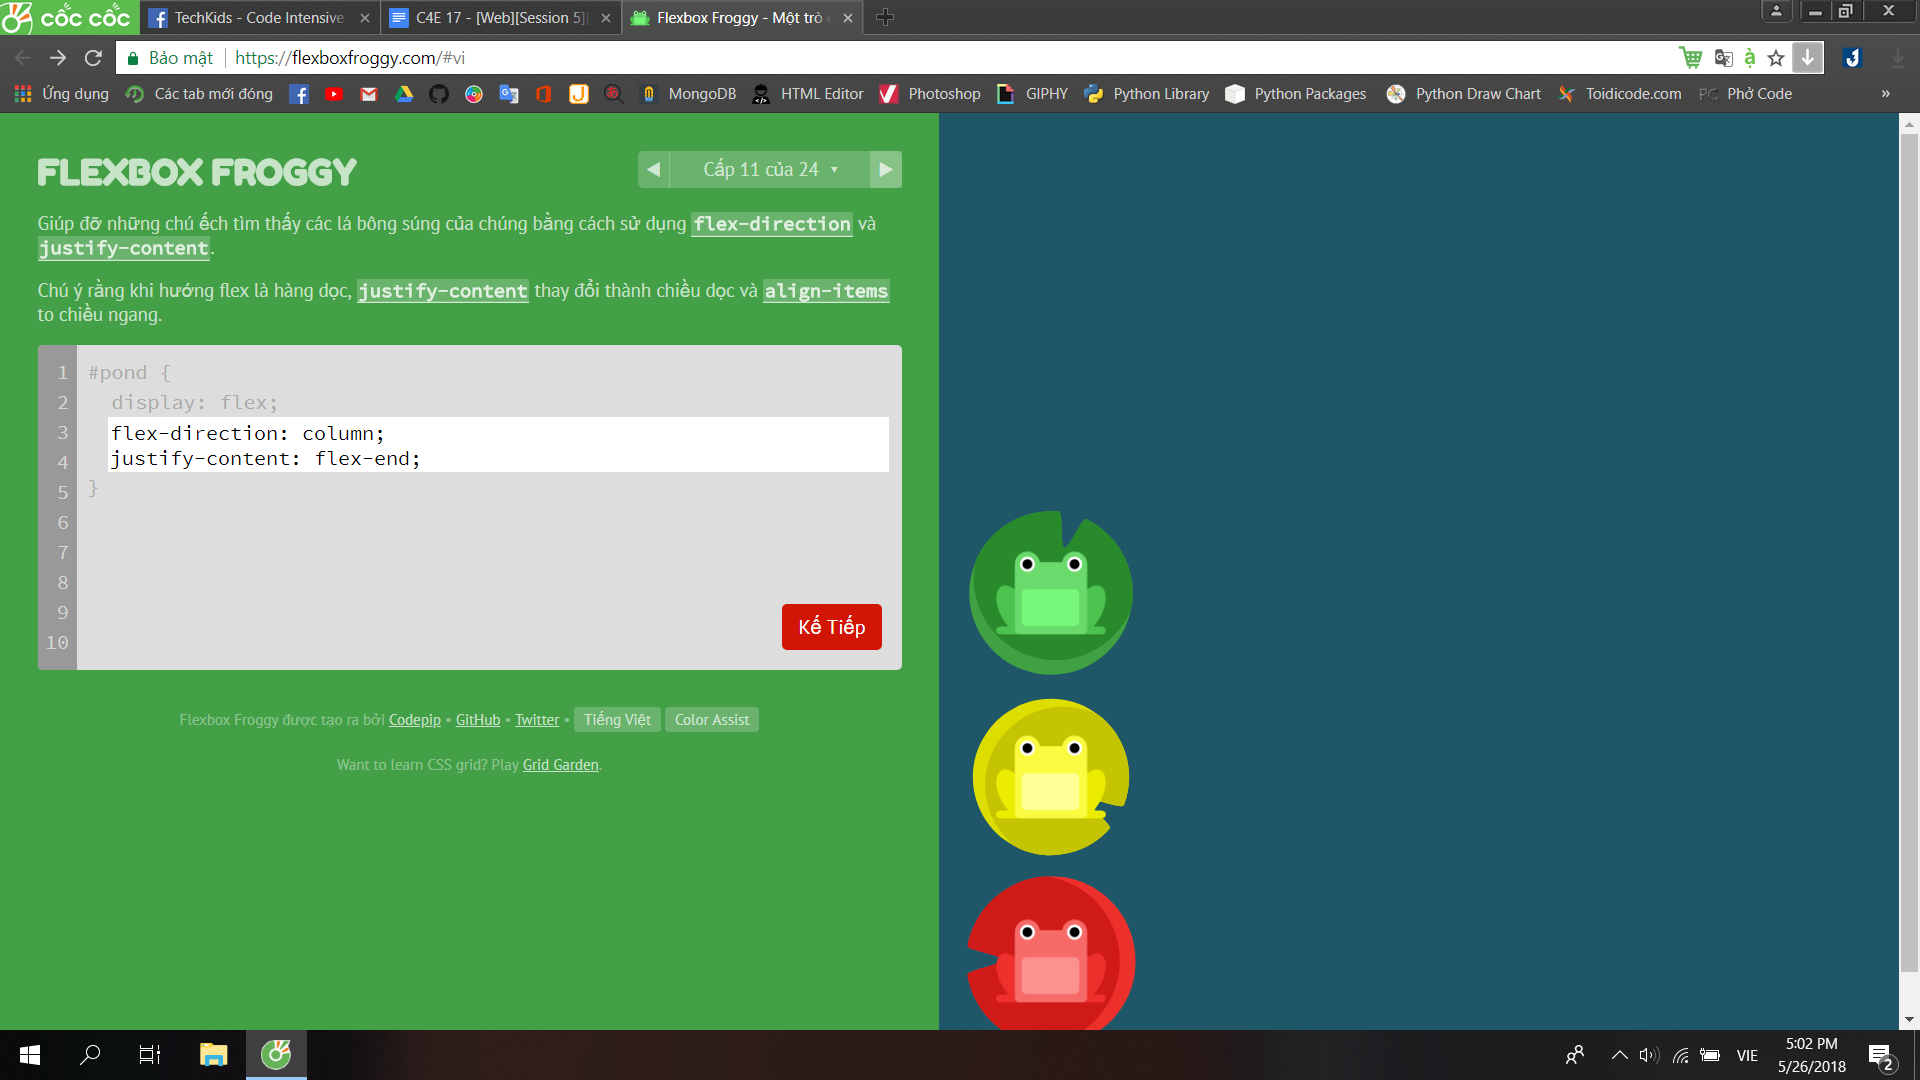 cốc cốc
TechKids - Code Intensive
C4E 17 - [Web][Session 5]
Flexbox Froggy - Một trò
Bảo mật
https://flexboxfroggy.com/#vi
Ứng dụng
Các tab mới đóng
MongoDB
HTML Editor
Photoshop
GIPHY
Python Library
Python Packages
Python Draw Chart
Toidicode.com
PC
Phở Code
»
FLEXBOX FROGGY
Cấp 11 của 24
Giúp đỡ những chú ếch tìm thấy các lá bông súng của chúng bằng cách sử dụng flex-direction và
justify-content.
Chú ý rằng khi hướng flex là hàng dọc, justify-content thay đổi thành chiều dọc và align-items
to chiều ngang.
1 #pond {
2 display: flex;
3 flex-direction: column;
4 justify-content: flex-end;
5 }
6
7
8
9
10
Kế Tiếp
Flexbox Froggy được tạo ra bởi Codepip • GitHub • Twitter • Tiếng Việt Color Assist
Want to learn CSS grid? Play Grid Garden.
VIE
5:02 PM
5/26/2018
2